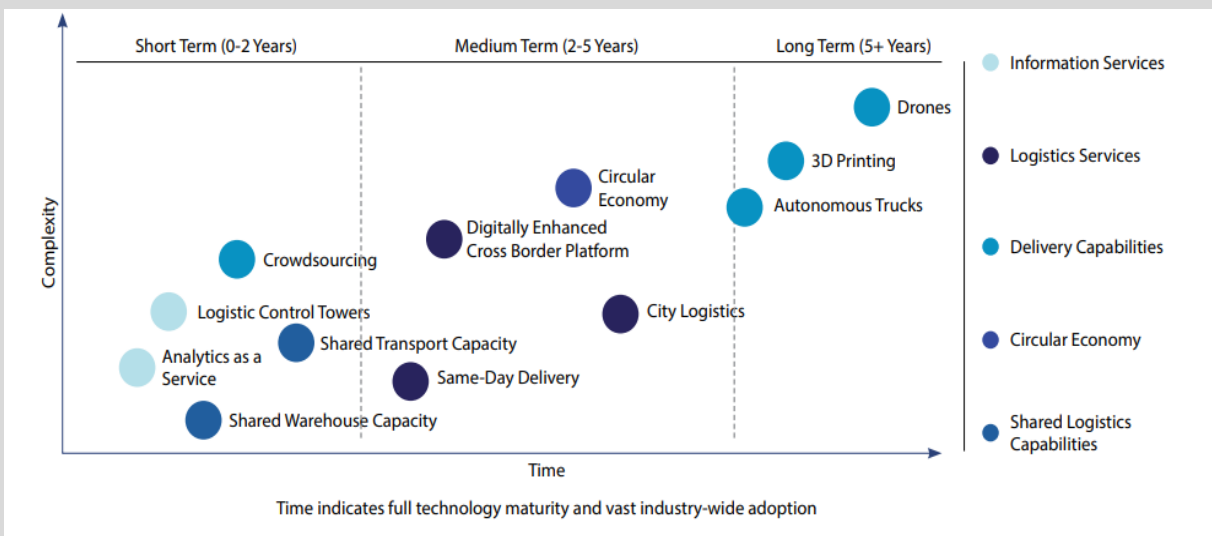 Short Term (0-2 Years)
Medium Term (2-5 Years)
Long Term (5+ Years)
Complexity
Drones
3D Printing
Autonomous Trucks
Circular
Economy
Digitally Enhanced
Cross Border Platform
City Logistics
Crowdsourcing
Logistic Control Towers
Shared Transport Capacity
Analytics as a
Service
Same-Day Delivery
Shared Warehouse Capacity
Time
Time indicates full technology maturity and vast industry-wide adoption
Information Services
Logistics Services
Delivery Capabilities
Circular Economy
Shared Logistics
Capabilities